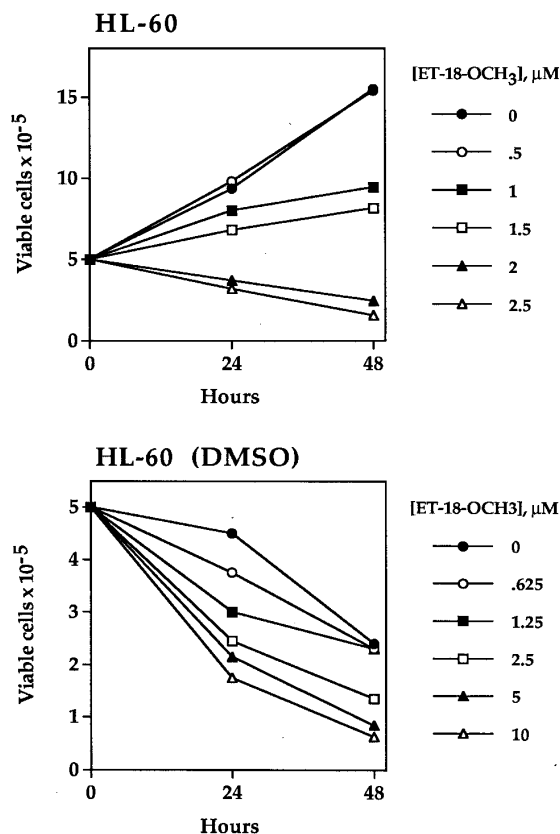 HL-60
[ET-18-OCH3], μM
15
10
5
0
Viable cells x 10-5
0 24 48
Hours
0
.5
1
1.5
2
2.5
HL-60 (DMSO)
[ET-18-OCH3], μM
5
4
3
2
1
0
Viable cells x 10-5
0 24 48
Hours
0
.625
1.25
2.5
5
10